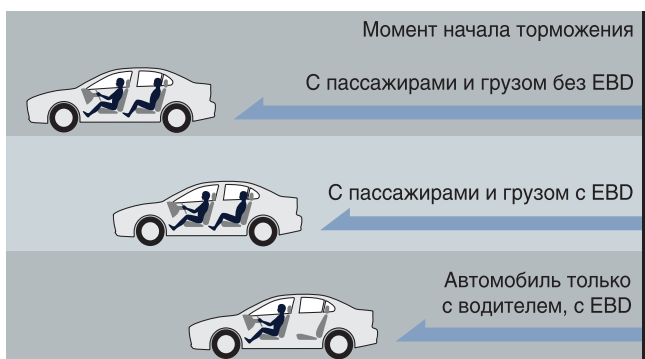 Момент начала торможения
С пассажирами и грузом без EBD
С пассажирами и грузом с EBD
Автомобиль только
с водителем, с EBD